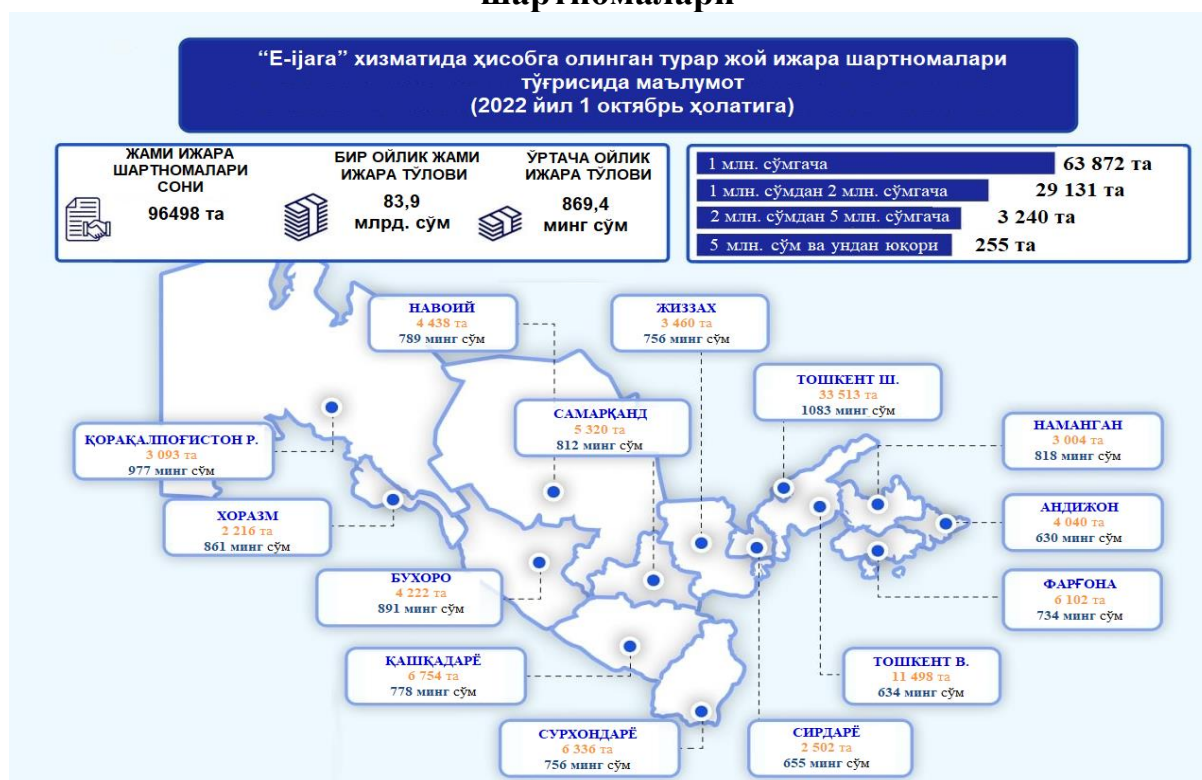 шартномалари
“E-ijara” хизматида ҳисобга олинган турар жой ижара шартномалари
тўғрисида маълумот
(2022 йил 1 октябрь ҳолатига)
ЖАМИ ИЖАРА
ШАРТНОМАЛАРИ
СОНИ
96498 та
БИР ОЙЛИК ЖАМИ
ИЖАРА ТЎЛОВИ
83,9
млрд. сўм
ЎРТАЧА ОЙЛИК
ИЖАРА ТЎЛОВИ
869,4
минг сўм
1 млн. сўмгача 63 872 та
1 млн. сўмдан 2 млн. сўмгача 29 131 та
2 млн. сўмдан 5 млн. сўмгача 3 240 та
5 млн. сўм ва ундан юқори 255 та
НАВОИЙ
4 438 та
789 минг сўм
ЖИЗЗАХ
3 460 та
756 минг сўм
ТОШКЕНТ Ш.
33 513 та
1083 минг сўм
САМАРҚАНД
5 320 та
812 минг сўм
НАМАНГАН
3 004 та
818 минг сўм
ҚОРАҚАЛПОҒИСТОН Р.
3 093 та
977 минг сўм
ХОРАЗМ
2 216 та
861 минг сўм
АНДИЖОН
4 040 та
630 минг сўм
БУХОРО
4 222 та
891 минг сўм
ФАРҒОНА
6 102 та
734 минг сўм
ҚАШҚАДАРЁ
6 754 та
778 минг сўм
ТОШКЕНТ В.
11 498 та
634 минг сўм
СУРХОНДАРЁ
6 336 та
756 минг сўм
СИРДАРЁ
2 502 та
655 минг сўм